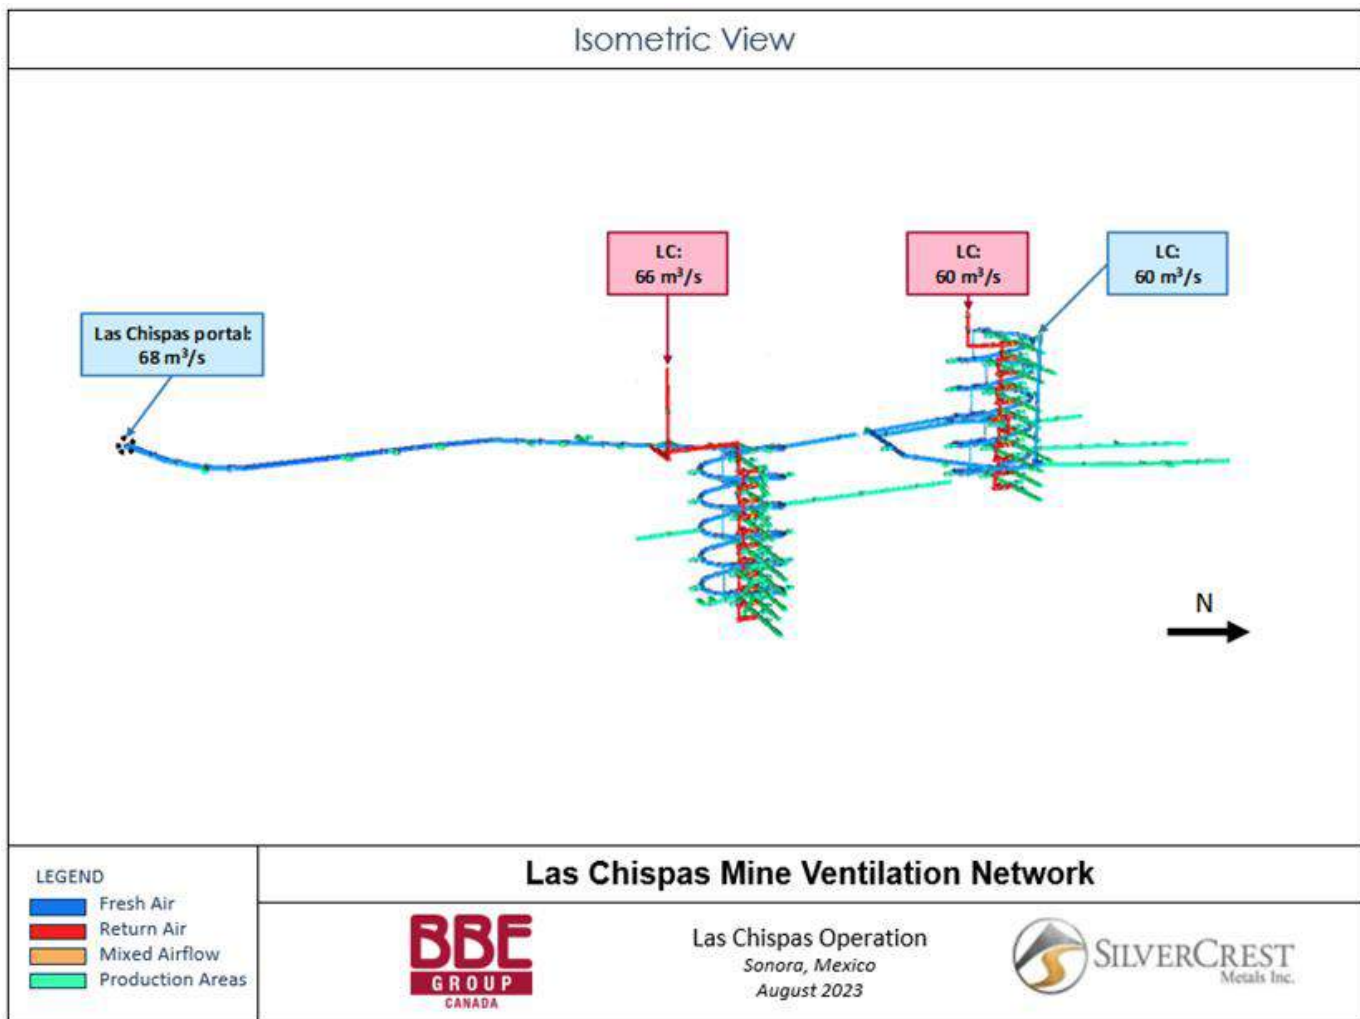 Isometric View
LC:
66 m³/s
LC:
60 m³/s
LC:
60 m³/s
Las Chispas portal:
68 m³/s
N
LEGEND
Fresh Air
Return Air
Mixed Airflow
Production Areas
Las Chispas Mine Ventilation Network
BBE
GROUP
CANADA
Las Chispas Operation
Sonora, Mexico
August 2023
SILVERCREST
Metals Inc.